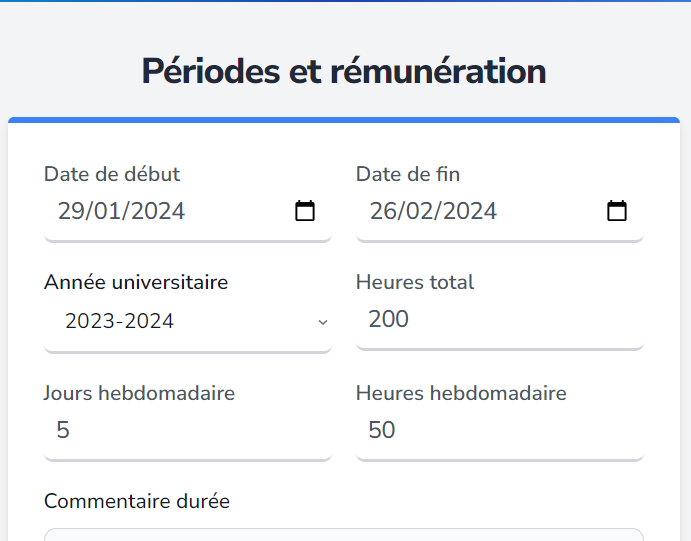 Périodes et rémunération
Date de début
Date de fin
29/01/2024
26/02/2024
Année universitaire
Heures total
2023-2024
200
Jours hebdomadaire
Heures hebdomadaire
5
50
Commentaire durée